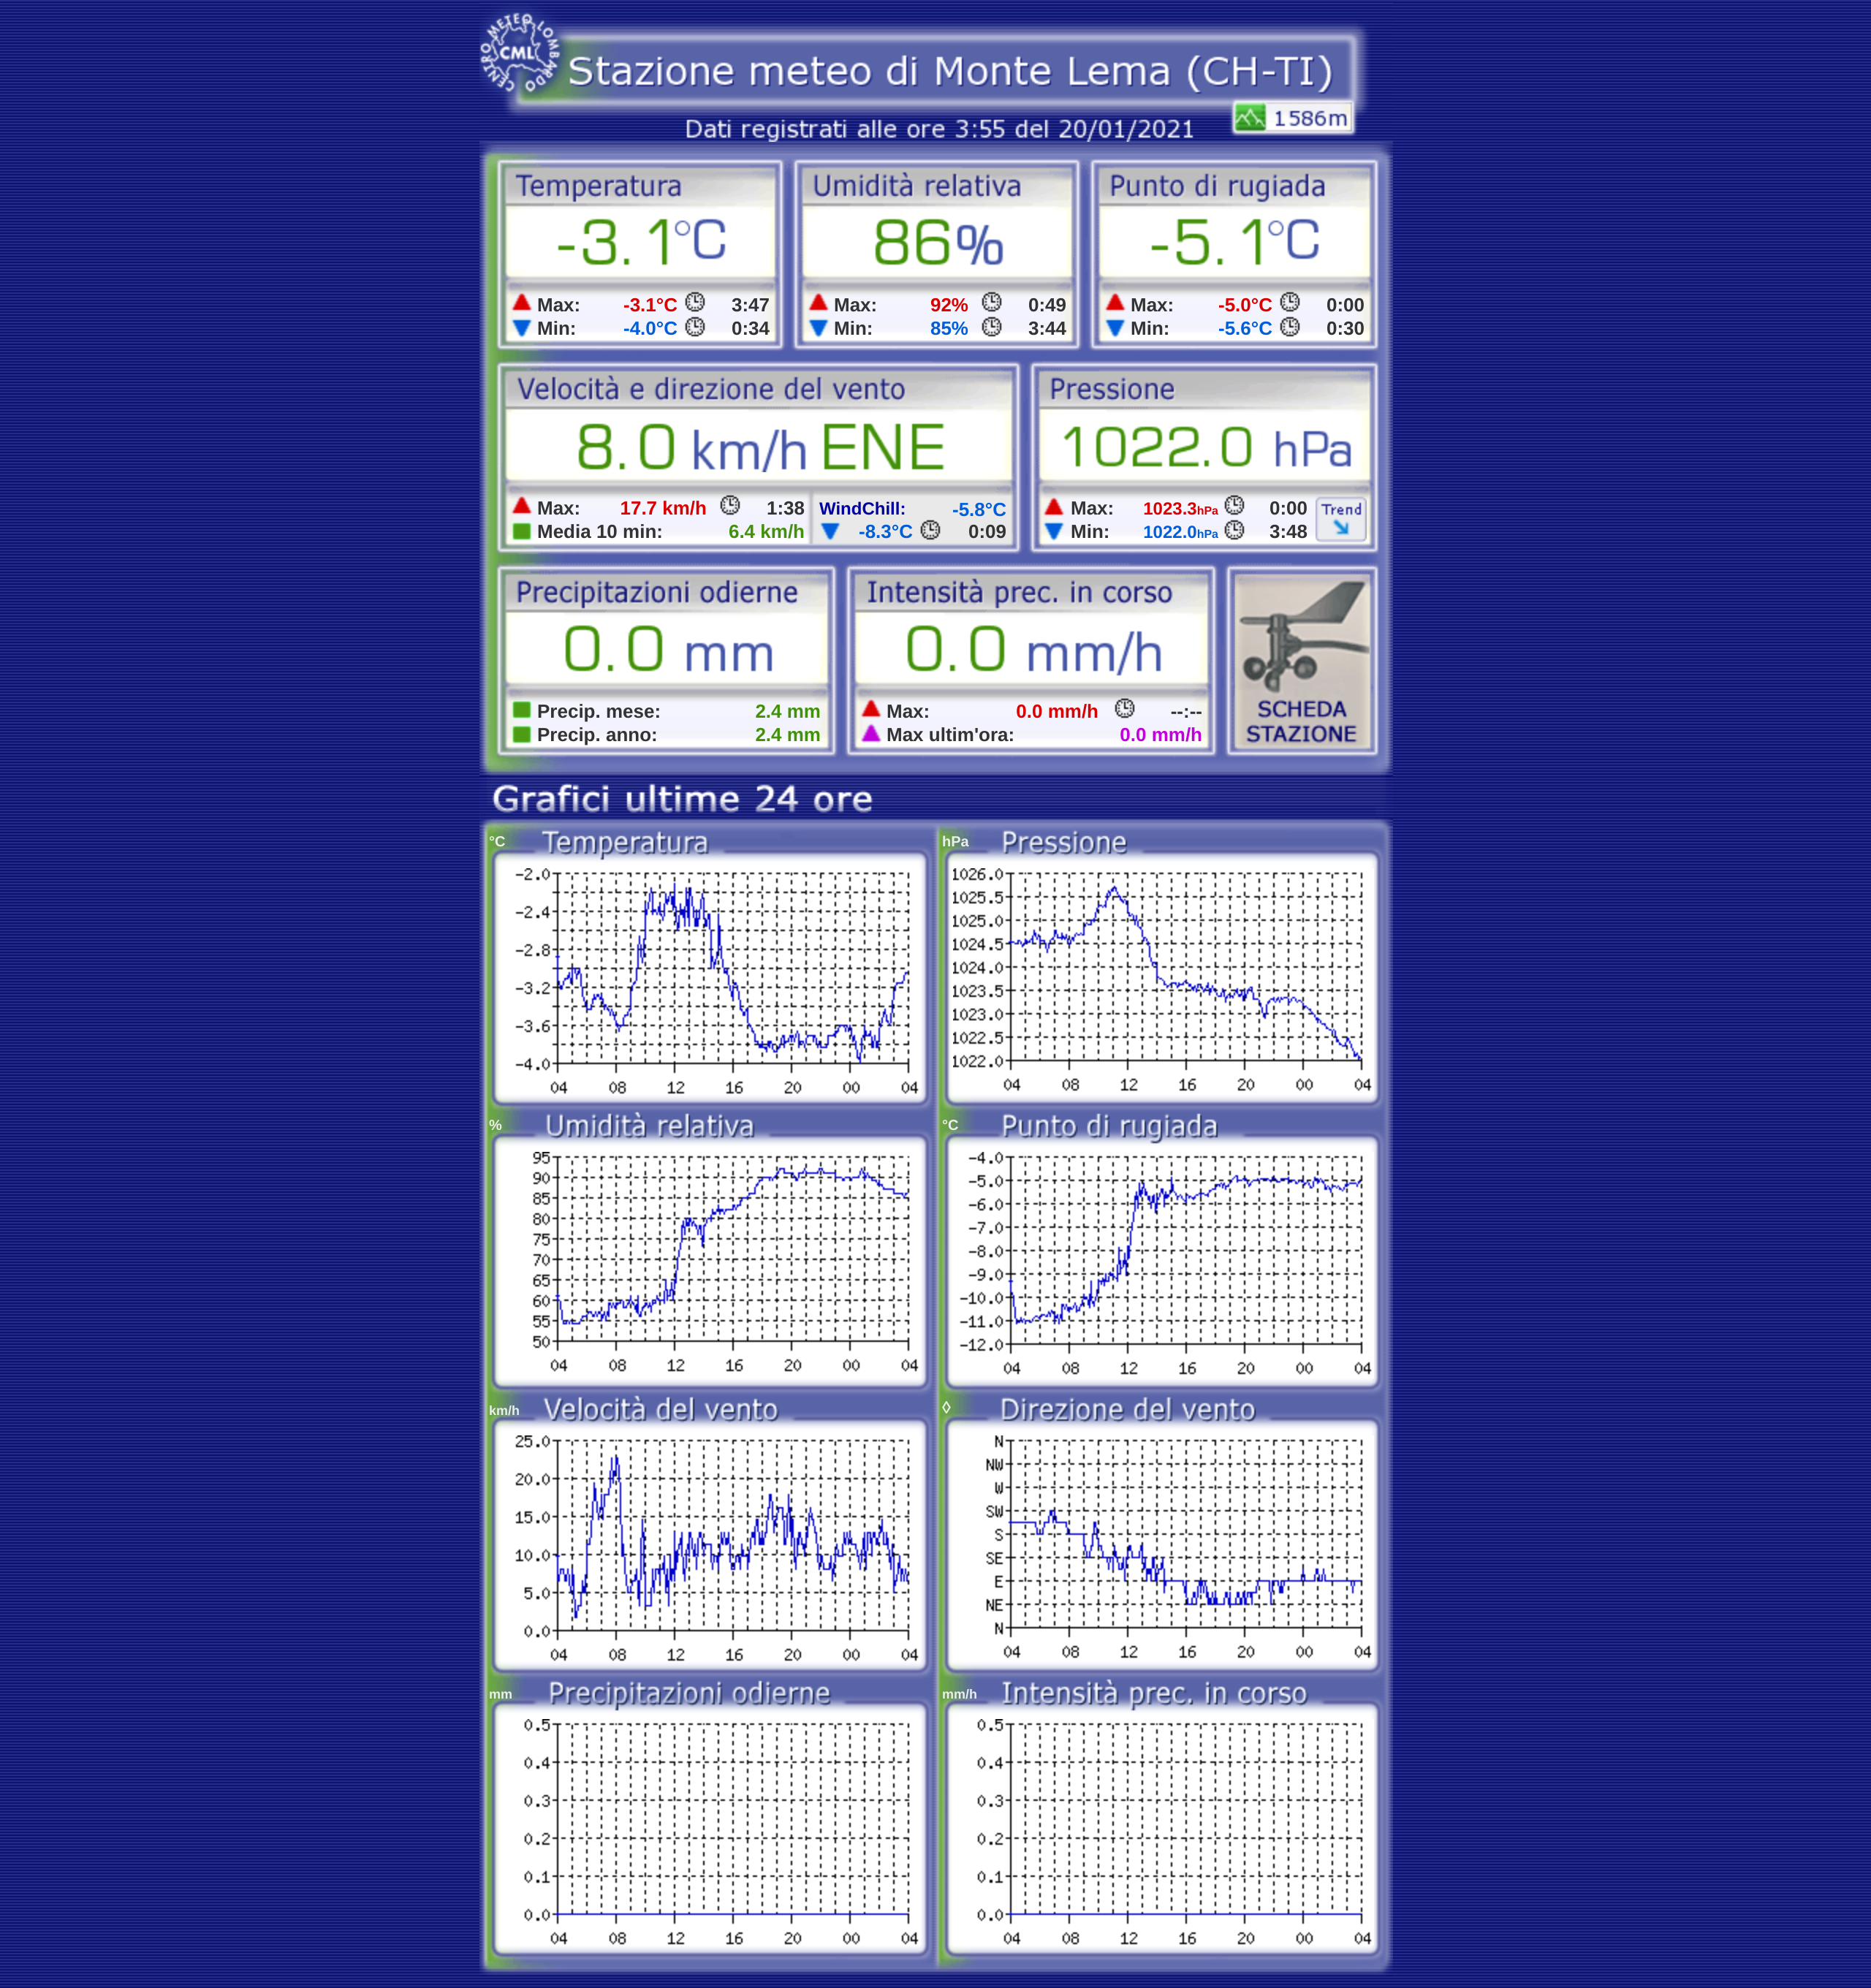 CENTRO METEO LOMBARDO
CML
Stazione meteo di Monte Lema (CH-TI)
1586m
Dati registrati alle ore 3:55 del 20/01/2021
Temperatura
-3.1°C
Max: -3.1°C 3:47
Min: -4.0°C 0:34
Umidità relativa
86%
Max: 92% 0:49
Min: 85% 3:44
Punto di rugiada
-5.1°C
Max: -5.0°C 0:00
Min: -5.6°C 0:30
Velocità e direzione del vento
8.0 km/h ENE
Max: 17.7 km/h 1:38
Media 10 min: 6.4 km/h
WindChill: -5.8°C
-8.3°C 0:09
Pressione
1022.0 hPa
Max: 1023.3hPa 0:00
Min: 1022.0hPa 3:48
Trend
Precipitazioni odierne
0.0 mm
Precip. mese: 2.4 mm
Precip. anno: 2.4 mm
Intensità prec. in corso
0.0 mm/h
Max: 0.0 mm/h --:--
Max ultim'ora: 0.0 mm/h
SCHEDA
STAZIONE
Grafici ultime 24 ore
°C Temperatura
-2.0
-2.4
-2.8
-3.2
-3.6
-4.0
04 08 12 16 20 00 04
hPa Pressione
1026.0
1025.5
1025.0
1024.5
1024.0
1023.5
1023.0
1022.5
1022.0
04 08 12 16 20 00 04
% Umidità relativa
95
90
85
80
75
70
65
60
55
50
04 08 12 16 20 00 04
°C Punto di rugiada
-4.0
-5.0
-6.0
-7.0
-8.0
-9.0
-10.0
-11.0
-12.0
04 08 12 16 20 00 04
km/h Velocità del vento
25.0
20.0
15.0
10.0
5.0
0.0
04 08 12 16 20 00 04
◊ Direzione del vento
N
NW
W
SW
S
SE
E
NE
N
04 08 12 16 20 00 04
mm Precipitazioni odierne
0.5
0.4
0.3
0.2
0.1
0.0
04 08 12 16 20 00 04
mm/h Intensità prec. in corso
0.5
0.4
0.3
0.2
0.1
0.0
04 08 12 16 20 00 04